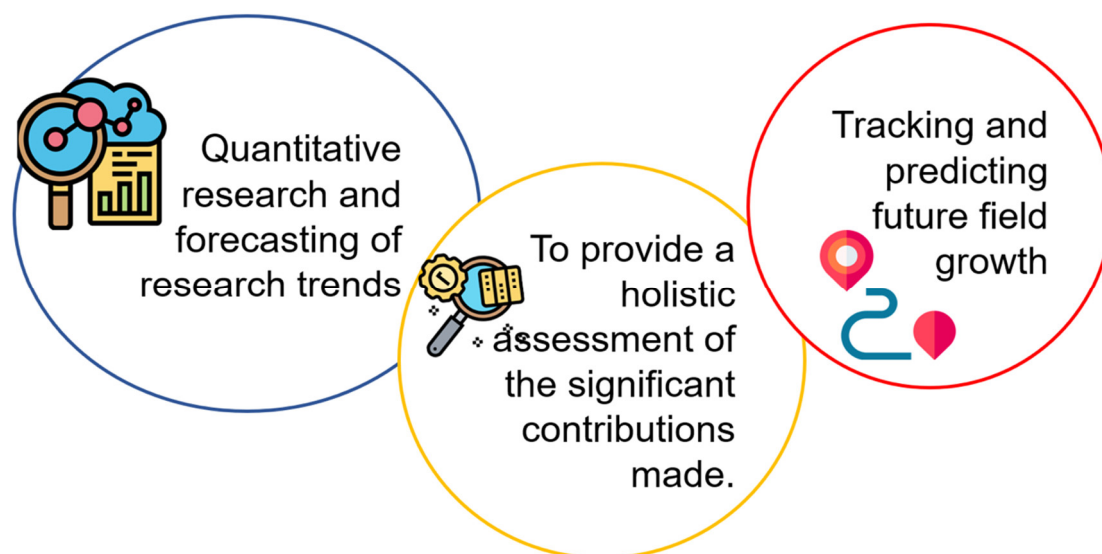 Quantitative
research and
forecasting of
research trends
To provide a
holistic
assessment of
the significant
contributions
made.
Tracking and
predicting
future field
growth